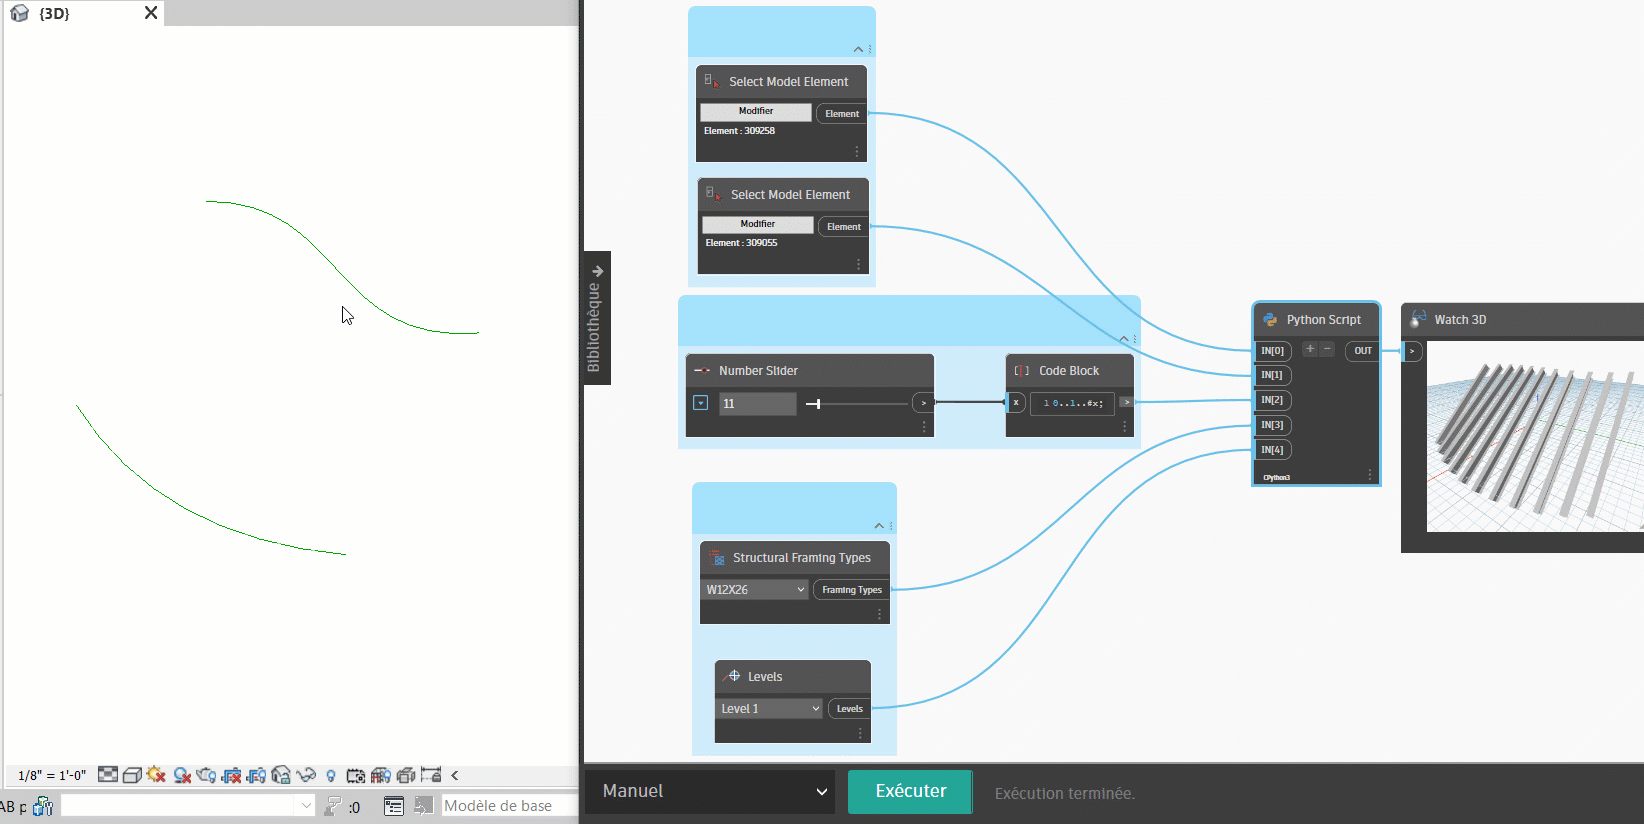 {3D}
Select Model Element
Modifier
Element
Element : 309258
Select Model Element
Modifier
Element
Element : 309055
Bibliothèque
Number Slider
11
>
Code Block
x
1 0..1..#x;
>
Python Script
IN[0]
+
−
OUT
IN[1]
IN[2]
IN[3]
IN[4]
CPython3
Watch 3D
>
Structural Framing Types
W12X26
Framing Types
Levels
Level 1
Levels
1/8" = 1'-0"
<
AB p
:0
Modèle de base
Manuel
Exécuter
Exécution terminée.